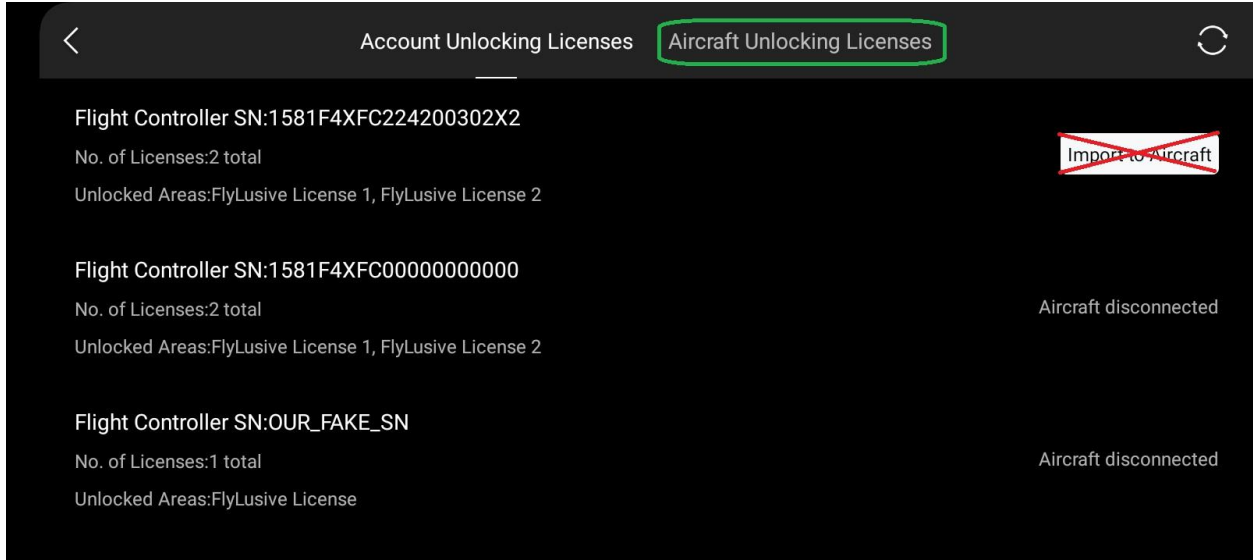 Account Unlocking Licenses Aircraft Unlocking Licenses
Flight Controller SN:1581F4XFC224200302X2
No. of Licenses:2 total
Import to Aircraft
Unlocked Areas:FlyLusive License 1, FlyLusive License 2
Flight Controller SN:1581F4XFC00000000000
No. of Licenses:2 total
Aircraft disconnected
Unlocked Areas:FlyLusive License 1, FlyLusive License 2
Flight Controller SN:OUR_FAKE_SN
No. of Licenses:1 total
Aircraft disconnected
Unlocked Areas:FlyLusive License